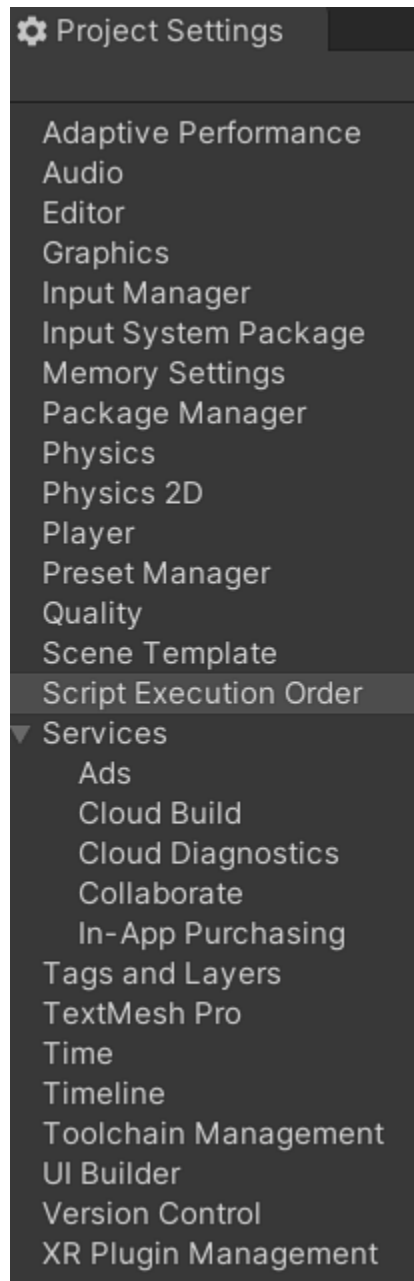 Project Settings
Adaptive Performance
Audio
Editor
Graphics
Input Manager
Input System Package
Memory Settings
Package Manager
Physics
Physics 2D
Player
Preset Manager
Quality
Scene Template
Script Execution Order
Services
Ads
Cloud Build
Cloud Diagnostics
Collaborate
In-App Purchasing
Tags and Layers
TextMesh Pro
Time
Timeline
Toolchain Management
UI Builder
Version Control
XR Plugin Management